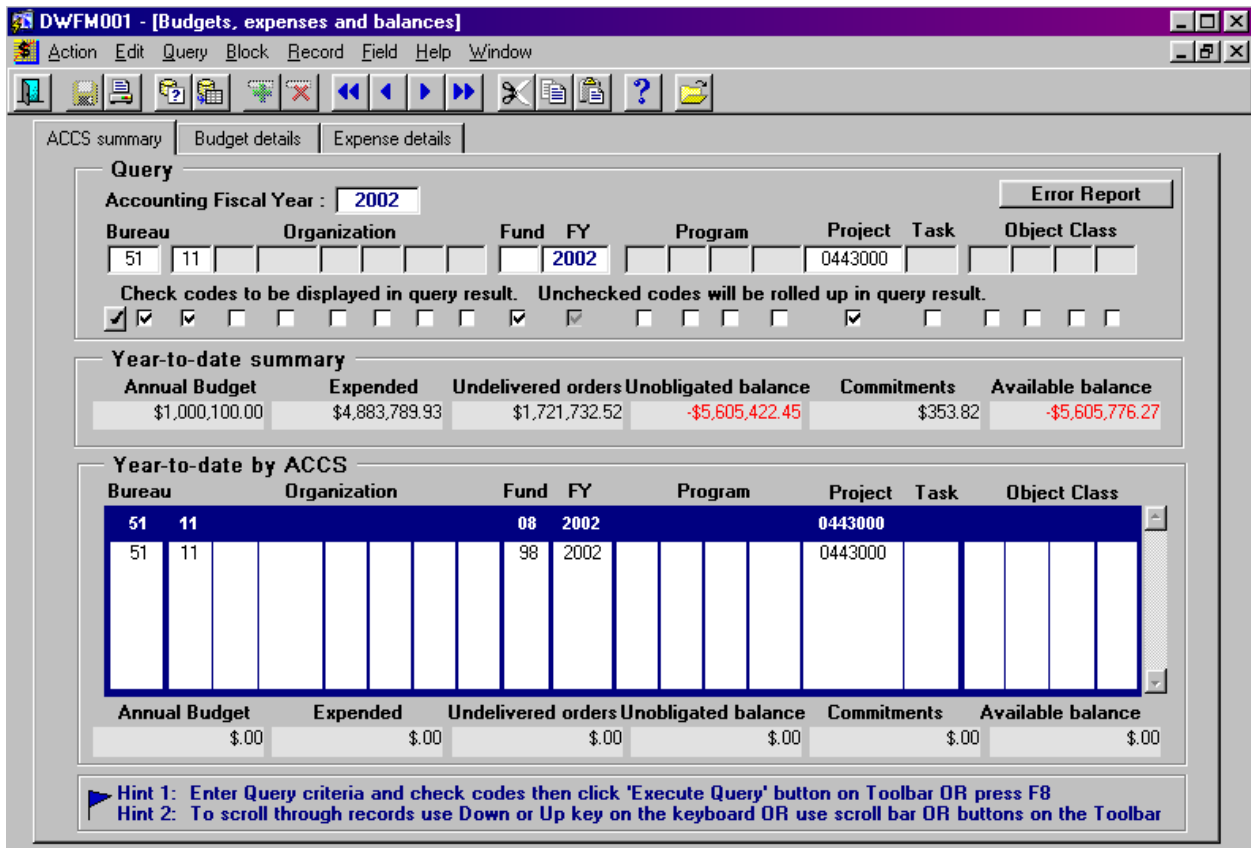 DWFM001 - [Budgets, expenses and balances]
Action Edit Query Block Record Field Help Window
ACCS summary Budget details Expense details
Query
Accounting Fiscal Year : 2002 Error Report
Bureau Organization Fund FY Program Project Task Object Class
51 11 2002 0443000
Check codes to be displayed in query result. Unchecked codes will be rolled up in query result.
Year-to-date summary
Annual Budget Expended Undelivered orders Unobligated balance Commitments Available balance
$1,000,100.00 $4,883,789.93 $1,721,732.52 -$5,605,422.45 $353.82 -$5,605,776.27
Year-to-date by ACCS
Bureau Organization Fund FY Program Project Task Object Class
51 11 08 2002 0443000
51 11 98 2002 0443000
Annual Budget Expended Undelivered orders Unobligated balance Commitments Available balance
$.00 $.00 $.00 $.00 $.00 $.00
Hint 1: Enter Query criteria and check codes then click 'Execute Query' button on Toolbar OR press F8
Hint 2: To scroll through records use Down or Up key on the keyboard OR use scroll bar OR buttons on the Toolbar